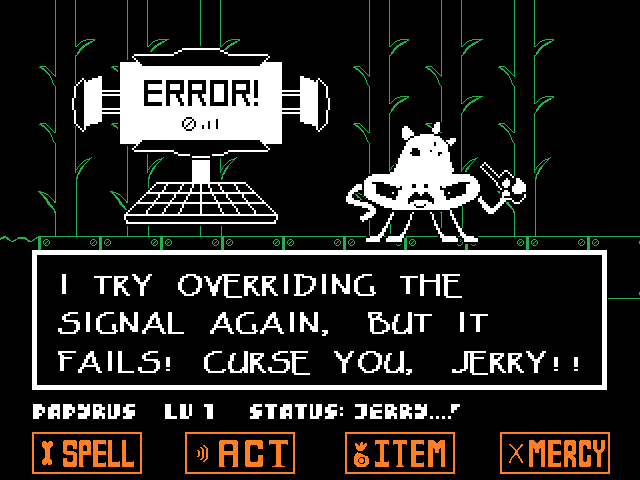 ERROR!
I TRY OVERRIDING THE
SIGNAL AGAIN, BUT IT
FAILS! CURSE YOU, JERRY!!
PAPYRUS LV 1 STATUS: JERRY...!
SPELL ACT ITEM MERCY